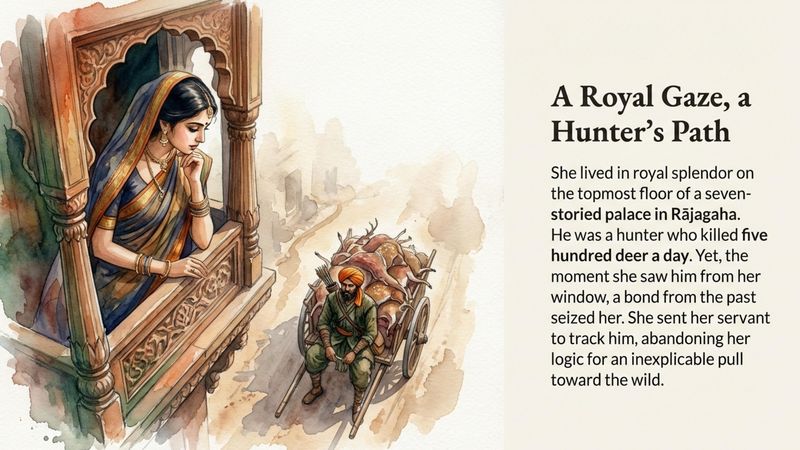 A Royal Gaze, a
Hunter’s Path
She lived in royal splendor on
the topmost floor of a seven-
storied palace in Rājagaha.
He was a hunter who killed five
hundred deer a day. Yet, the
moment she saw him from her
window, a bond from the past
seized her. She sent her servant
to track him, abandoning her
logic for an inexplicable pull
toward the wild.